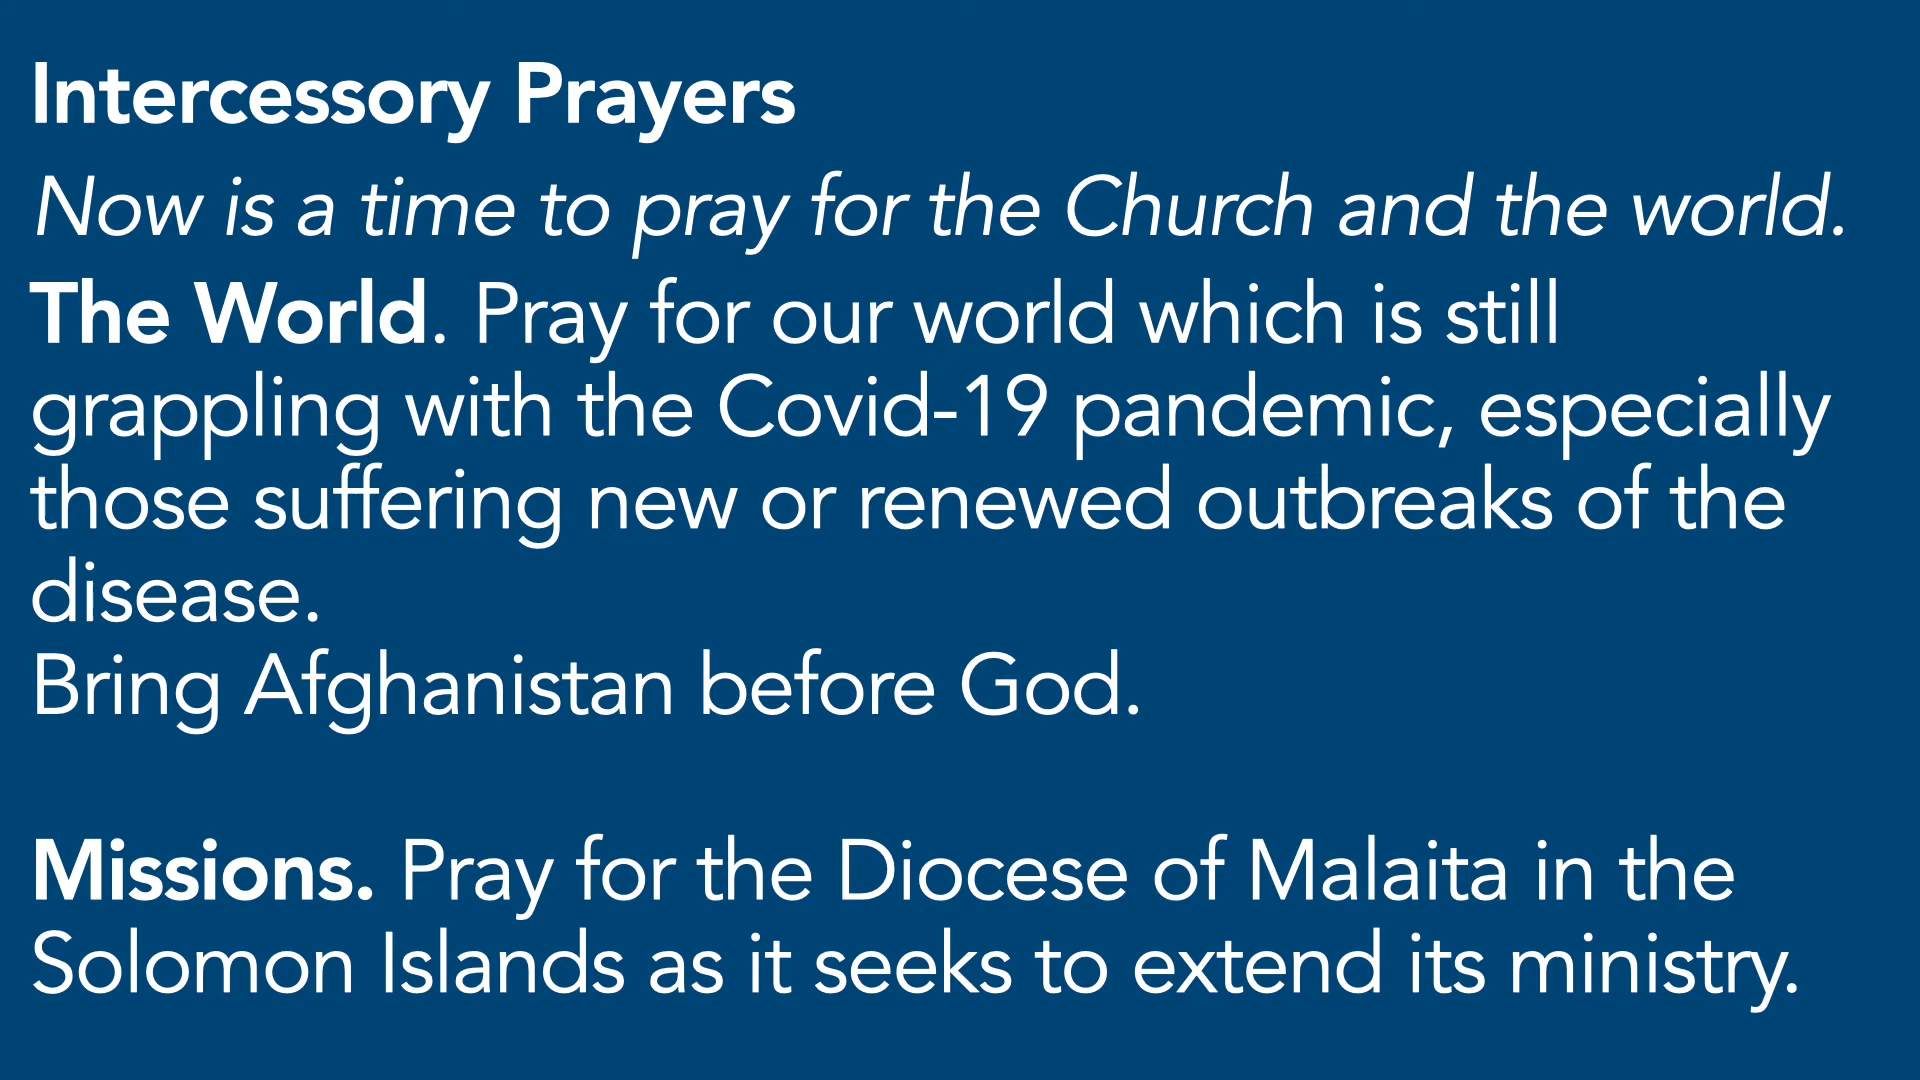 Intercessory Prayers
Now is a time to pray for the Church and the world.
The World. Pray for our world which is still
grappling with the Covid-19 pandemic, especially
those suffering new or renewed outbreaks of the
disease.
Bring Afghanistan before God.
Missions. Pray for the Diocese of Malaita in the
Solomon Islands as it seeks to extend its ministry.